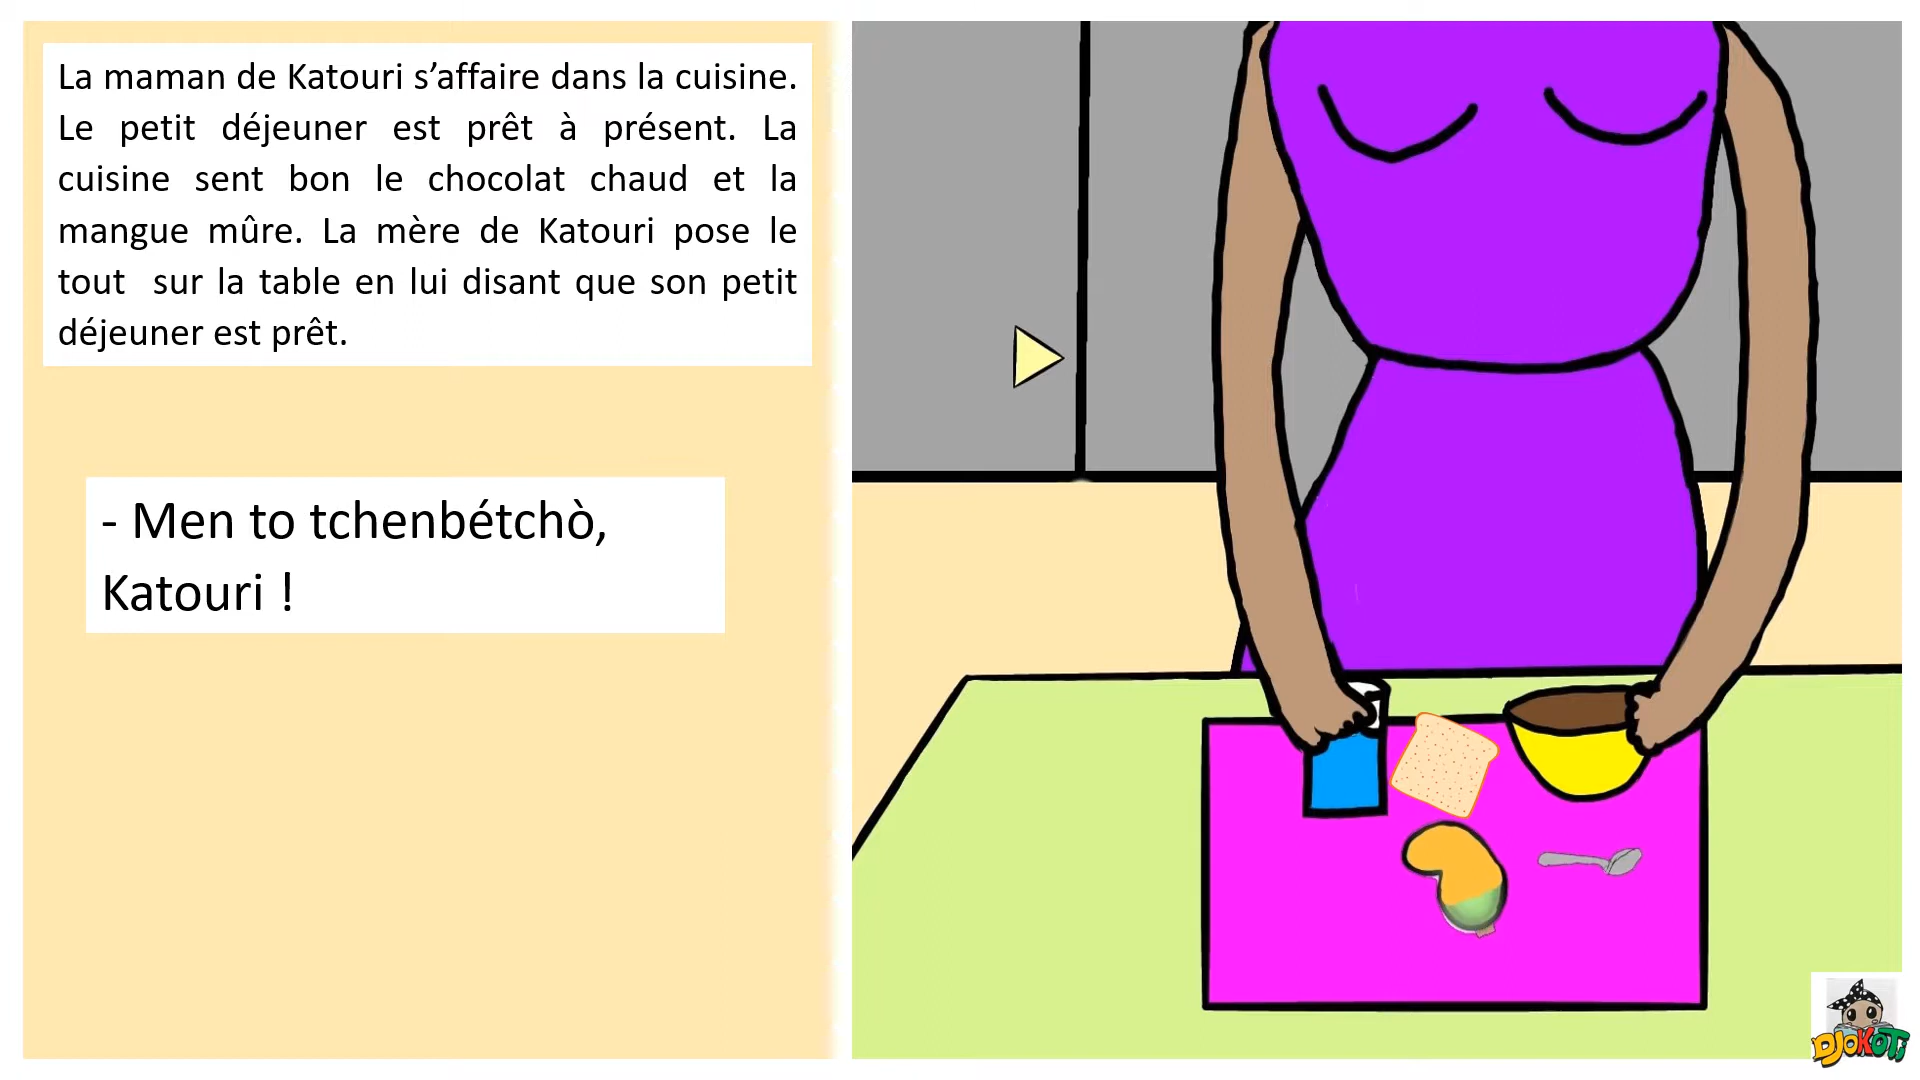 La maman de Katouri s’affaire dans la cuisine.
Le petit déjeuner est prêt à présent. La
cuisine sent bon le chocolat chaud et la
mangue mûre. La mère de Katouri pose le
tout sur la table en lui disant que son petit
déjeuner est prêt.
- Men to tchenbétchò,
Katouri !
DJOKOTi